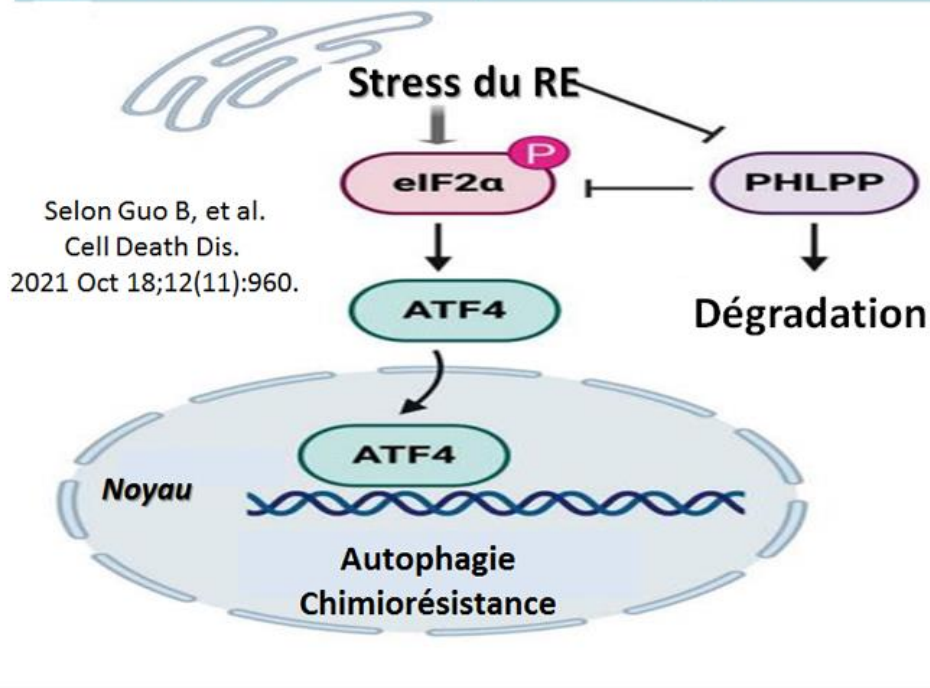 Stress du RE
P
eIF2α
PHLPP
Selon Guo B, et al.
Cell Death Dis.
2021 Oct 18;12(11):960.
ATF4
Dégradation
ATF4
Noyau
Autophagie
Chimiorésistance